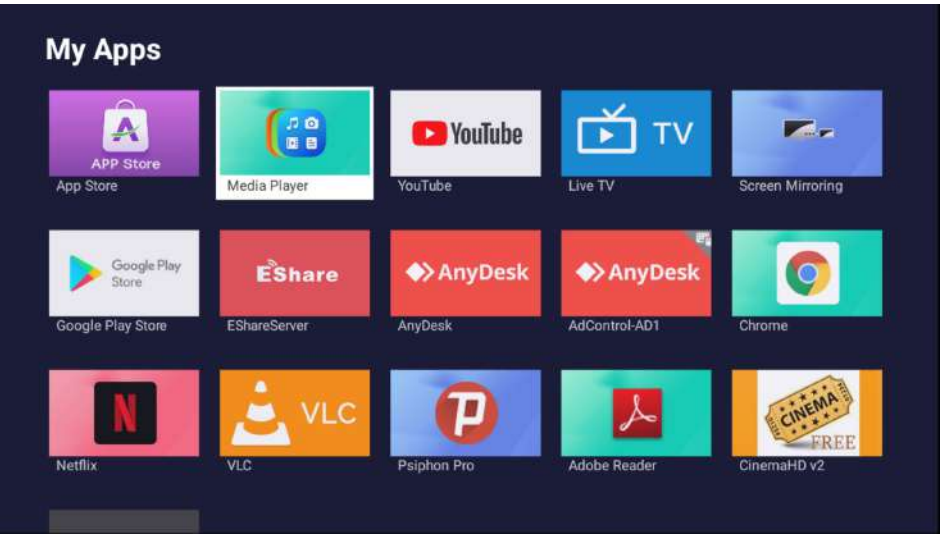 My Apps
APP Store
App Store
Media Player
YouTube
YouTube
TV
Live TV
Screen Mirroring
Google Play
Store
Google Play Store
EShare
EShareServer
AnyDesk
AnyDesk
AnyDesk
AdControl-AD1
Chrome
N
Netflix
VLC
VLC
P
Psiphon Pro
Adobe Reader
CINEMA
FREE
CinemaHD v2